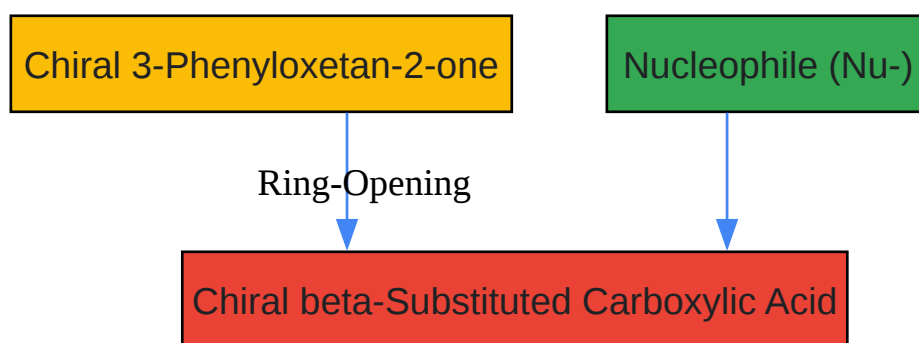 Chiral 3-Phenyloxetan-2-one
Nucleophile (Nu-)
Ring-Opening
Chiral beta-Substituted Carboxylic Acid